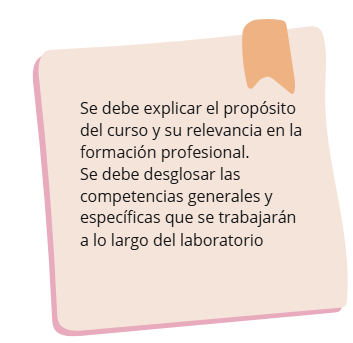 Se debe explicar el propósito
del curso y su relevancia en la
formación profesional.
Se debe desglosar las
competencias generales y
específicas que se trabajarán
a lo largo del laboratorio